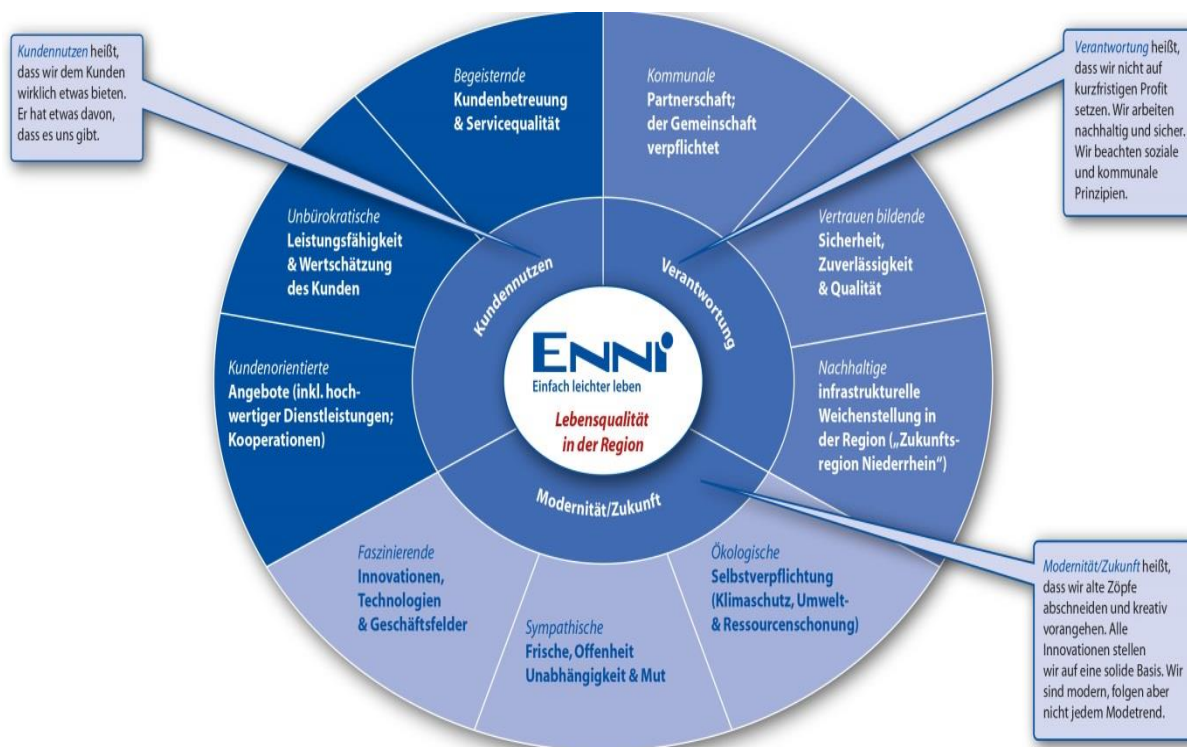 Kundennutzen heißt,
dass wir dem Kunden
wirklich etwas bieten.
Er hat etwas davon,
dass es uns gibt.
Begeisternde
Kundenbetreuung
& Servicequalität
Kommunale
Partnerschaft;
der Gemeinschaft
verpflichtet
Verantwortung heißt,
dass wir nicht auf
kurzfristigen Profit
setzen. Wir arbeiten
nachhaltig und sicher.
Wir beachten soziale
und kommunale
Prinzipien.
Unbürokratische
Leistungsfähigkeit
& Wertschätzung
des Kunden
Vertrauen bildende
Sicherheit,
Zuverlässigkeit
& Qualität
Kundennutzen
Verantwortung
Kundenorientierte
Angebote (inkl. hoch-
wertiger Dienstleistungen;
Kooperationen)
ENNI
Einfach leichter leben
Lebensqualität
in der Region
Nachhaltige
infrastrukturelle
Weichenstellung in
der Region („Zukunfts-
region Niederrhein“)
Modernität/Zukunft
Faszinierende
Innovationen,
Technologien
& Geschäftsfelder
Sympathische
Frische, Offenheit
Unabhängigkeit & Mut
Ökologische
Selbstverpflichtung
(Klimaschutz, Umwelt-
& Ressourcenschonung)
Modernität/Zukunft heißt,
dass wir alte Zöpfe
abschneiden und kreativ
vorangehen. Alle
Innovationen stellen
wir auf eine solide Basis. Wir
sind modern, folgen aber
nicht jedem Modetrend.